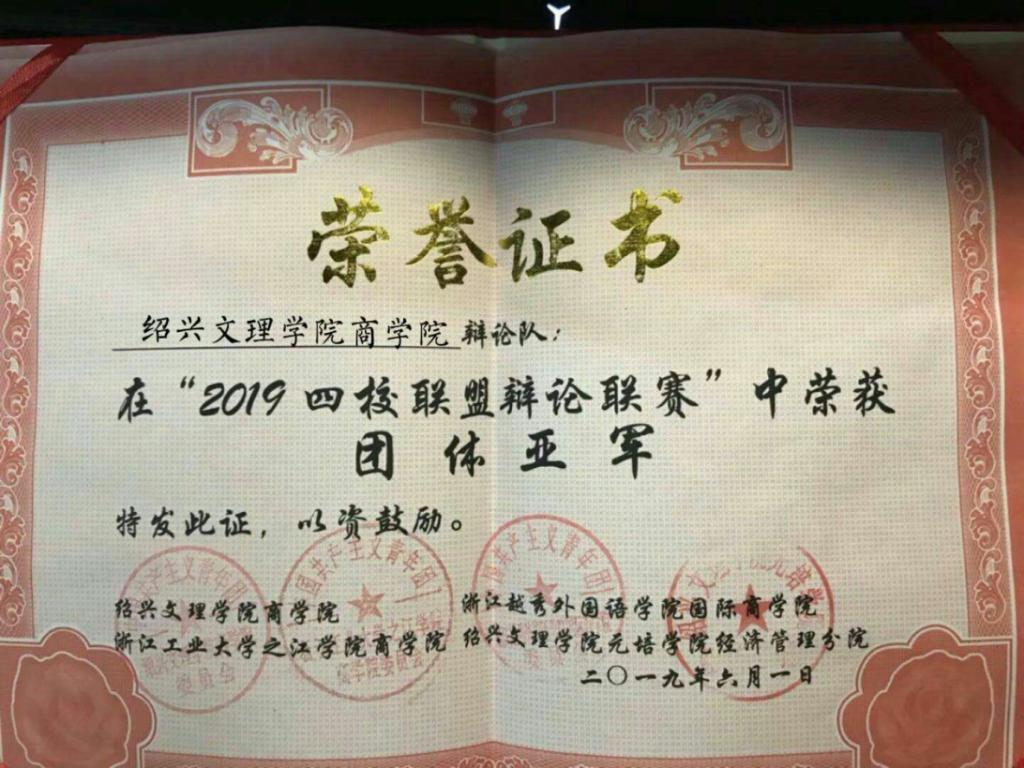 荣誉证书
绍兴文理学院商学院 辩论队：
在“2019四校联盟辩论联赛”中荣获
团体亚军
特发此证，以资鼓励。
绍兴文理学院商学院 浙江越秀外国语学院国际商学院
浙江工业大学之江学院商学院 绍兴文理学院元培学院经济管理分院
二〇一九年六月一日